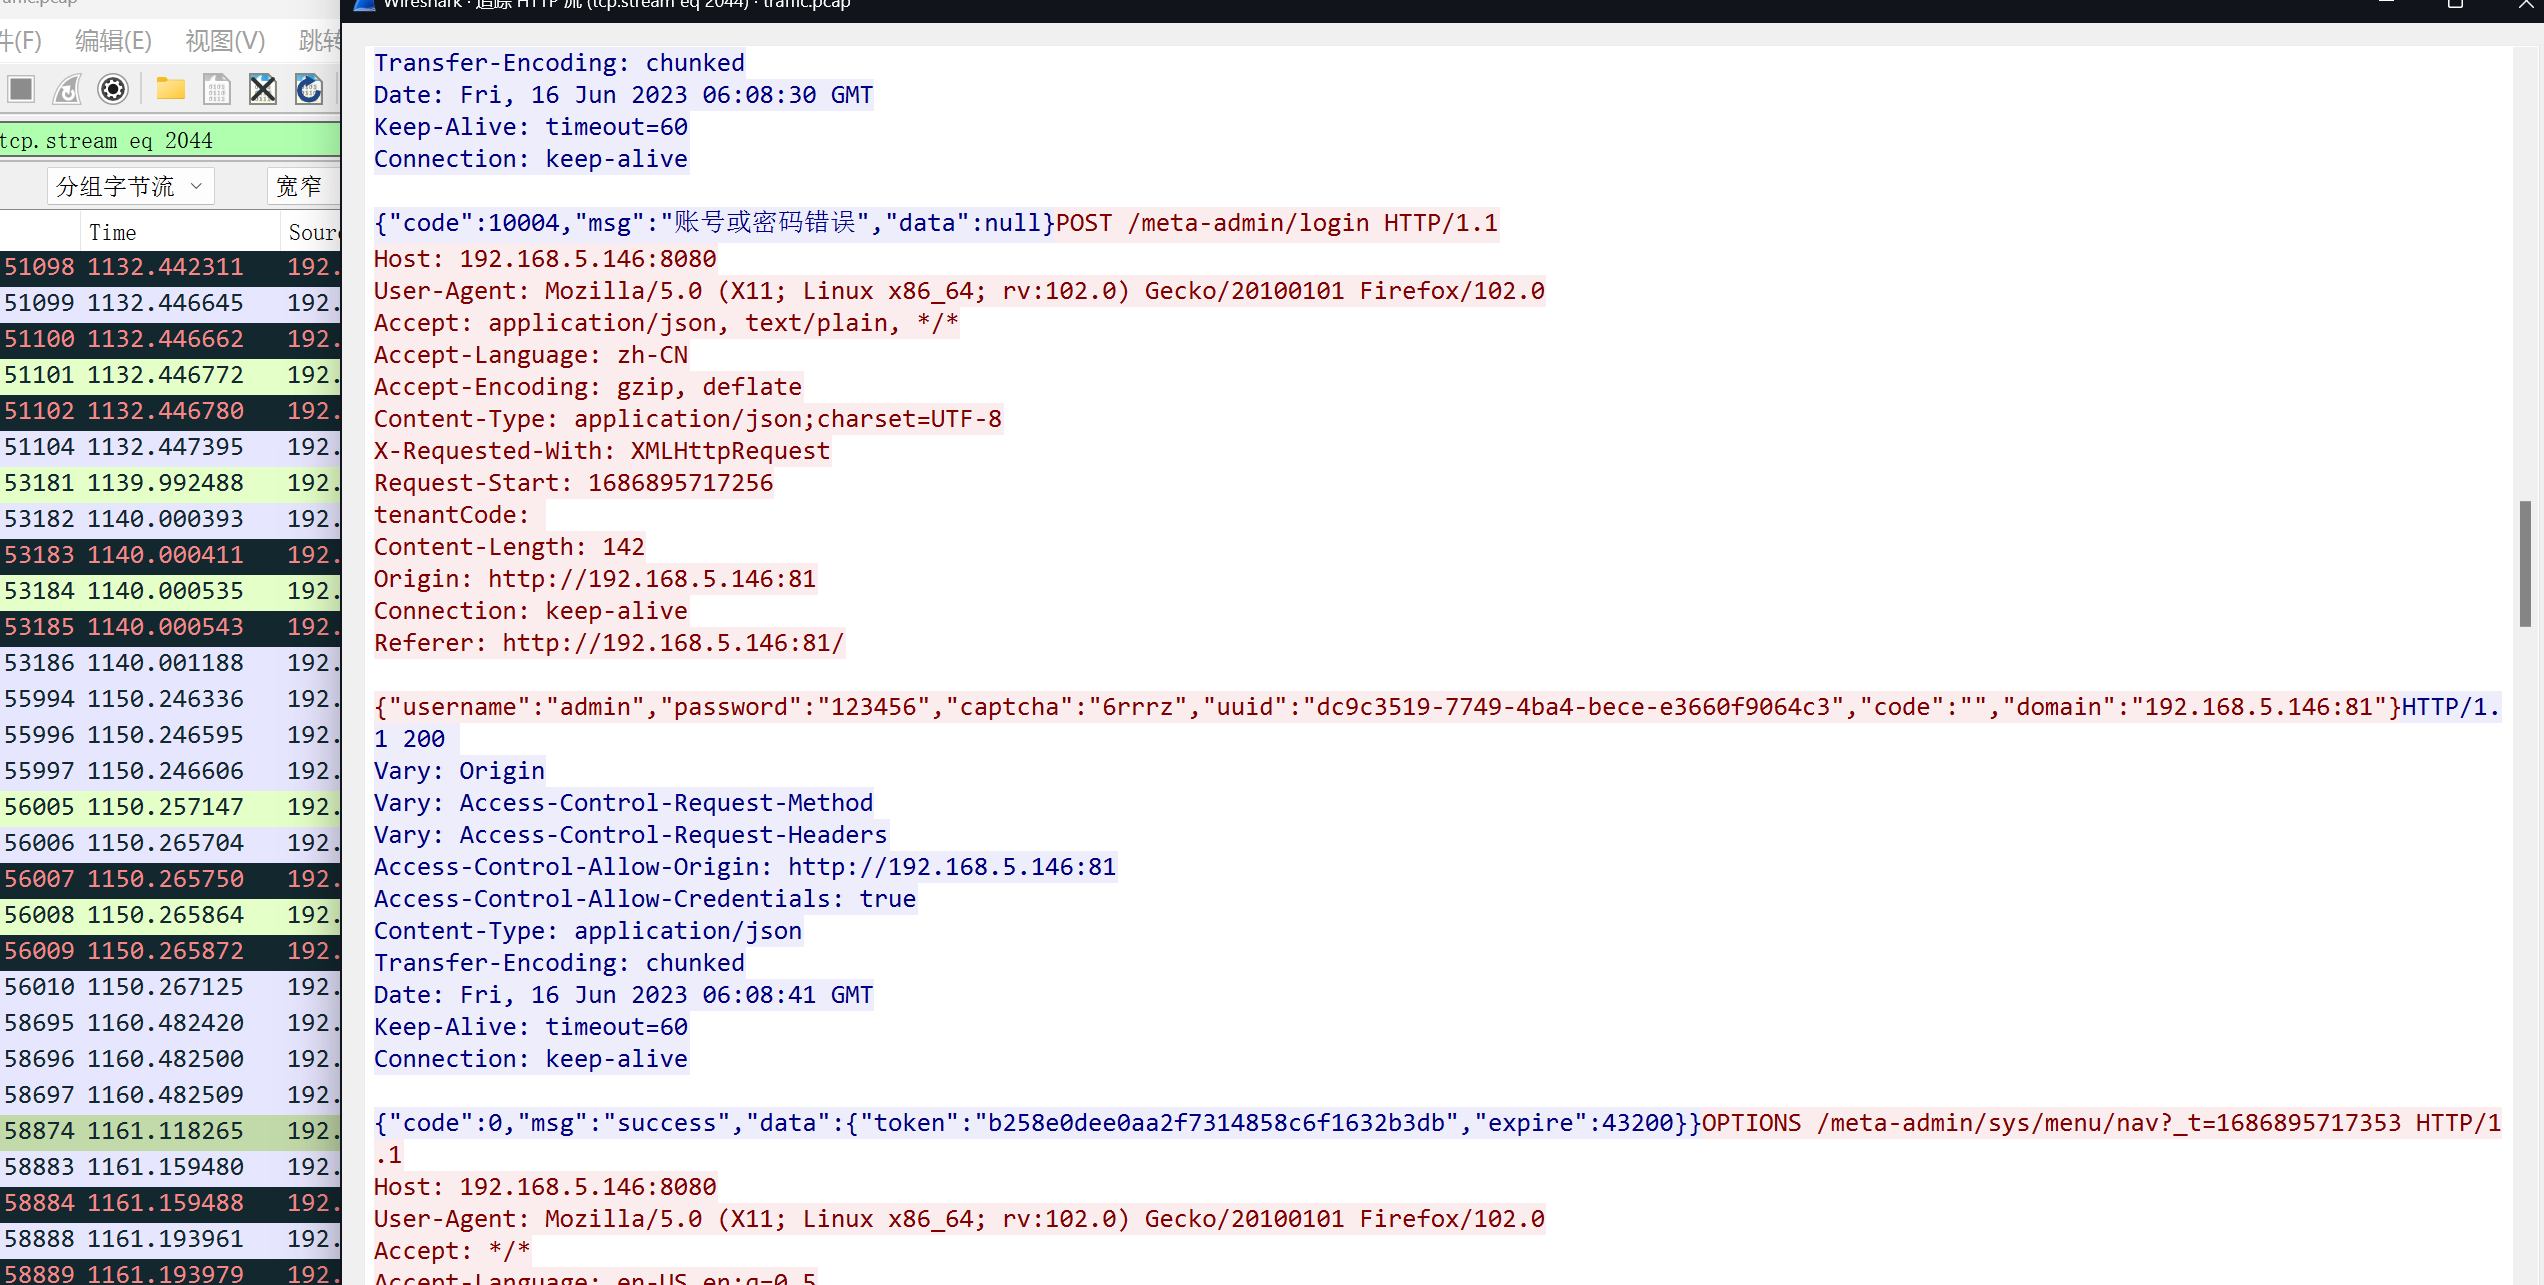 Wireshark · 追踪 HTTP 流 (tcp.stream eq 2044) · traffic.pcap
件(F) 编辑(E) 视图(V) 跳转
tcp.stream eq 2044
分组字节流 宽窄
Time
51098 1132.442311 192.
51099 1132.446645 192.
51100 1132.446662 192.
51101 1132.446772 192.
51102 1132.446780 192.
51104 1132.447395 192.
53181 1139.992488 192.
53182 1140.000393 192.
53183 1140.000411 192.
53184 1140.000535 192.
53185 1140.000543 192.
53186 1140.001188 192.
55994 1150.246336 192.
55996 1150.246595 192.
55997 1150.246606 192.
56005 1150.257147 192.
56006 1150.265704 192.
56007 1150.265750 192.
56008 1150.265864 192.
56009 1150.265872 192.
56010 1150.267125 192.
58695 1160.482420 192.
58696 1160.482500 192.
58697 1160.482509 192.
58874 1161.118265 192.
58883 1161.159480 192.
58884 1161.159488 192.
58888 1161.193961 192.
58889 1161.193979 192.
Transfer-Encoding: chunked
Date: Fri, 16 Jun 2023 06:08:30 GMT
Keep-Alive: timeout=60
Connection: keep-alive
{"code":10004,"msg":"账号或密码错误","data":null}POST /meta-admin/login HTTP/1.1
Host: 192.168.5.146:8080
User-Agent: Mozilla/5.0 (X11; Linux x86_64; rv:102.0) Gecko/20100101 Firefox/102.0
Accept: application/json, text/plain, */*
Accept-Language: zh-CN
Accept-Encoding: gzip, deflate
Content-Type: application/json;charset=UTF-8
X-Requested-With: XMLHttpRequest
Request-Start: 1686895717256
tenantCode:
Content-Length: 142
Origin: http://192.168.5.146:81
Connection: keep-alive
Referer: http://192.168.5.146:81/
{"username":"admin","password":"123456","captcha":"6rrrz","uuid":"dc9c3519-7749-4ba4-bece-e3660f9064c3","code":"","domain":"192.168.5.146:81"}HTTP/1.
1 200
Vary: Origin
Vary: Access-Control-Request-Method
Vary: Access-Control-Request-Headers
Access-Control-Allow-Origin: http://192.168.5.146:81
Access-Control-Allow-Credentials: true
Content-Type: application/json
Transfer-Encoding: chunked
Date: Fri, 16 Jun 2023 06:08:41 GMT
Keep-Alive: timeout=60
Connection: keep-alive
{"code":0,"msg":"success","data":{"token":"b258e0dee0aa2f7314858c6f1632b3db","expire":43200}}OPTIONS /meta-admin/sys/menu/nav?_t=1686895717353 HTTP/1
.1
Host: 192.168.5.146:8080
User-Agent: Mozilla/5.0 (X11; Linux x86_64; rv:102.0) Gecko/20100101 Firefox/102.0
Accept: */*
Accept-Language: en-US,en;q=0.5